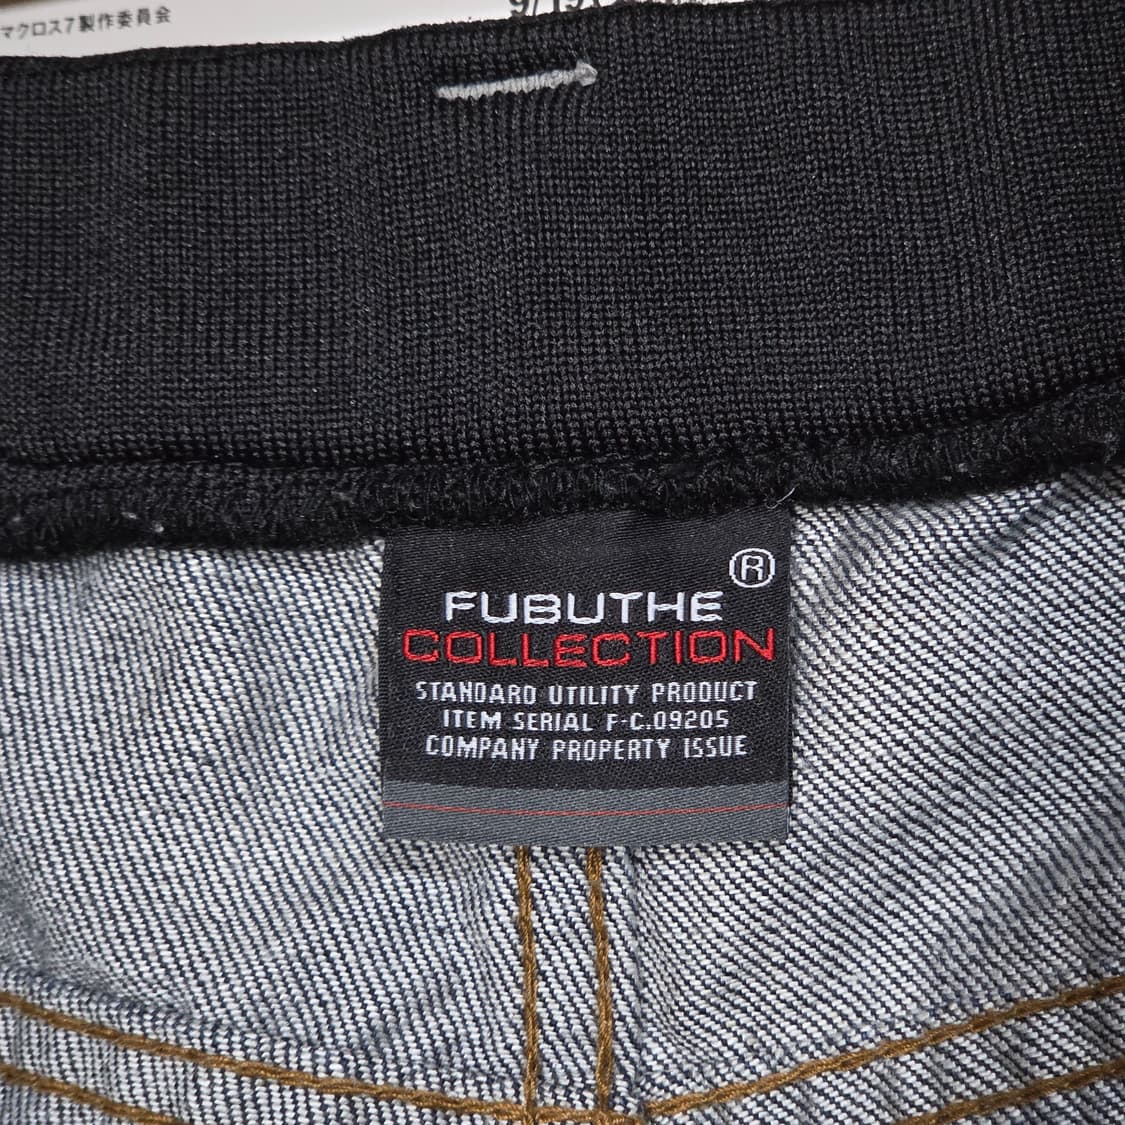 マクロス7製作委員会
®
FUBUTHE
COLLECTION
STANDARD UTILITY PRODUCT
ITEM SERIAL F-C.09205
COMPANY PROPERTY ISSUE